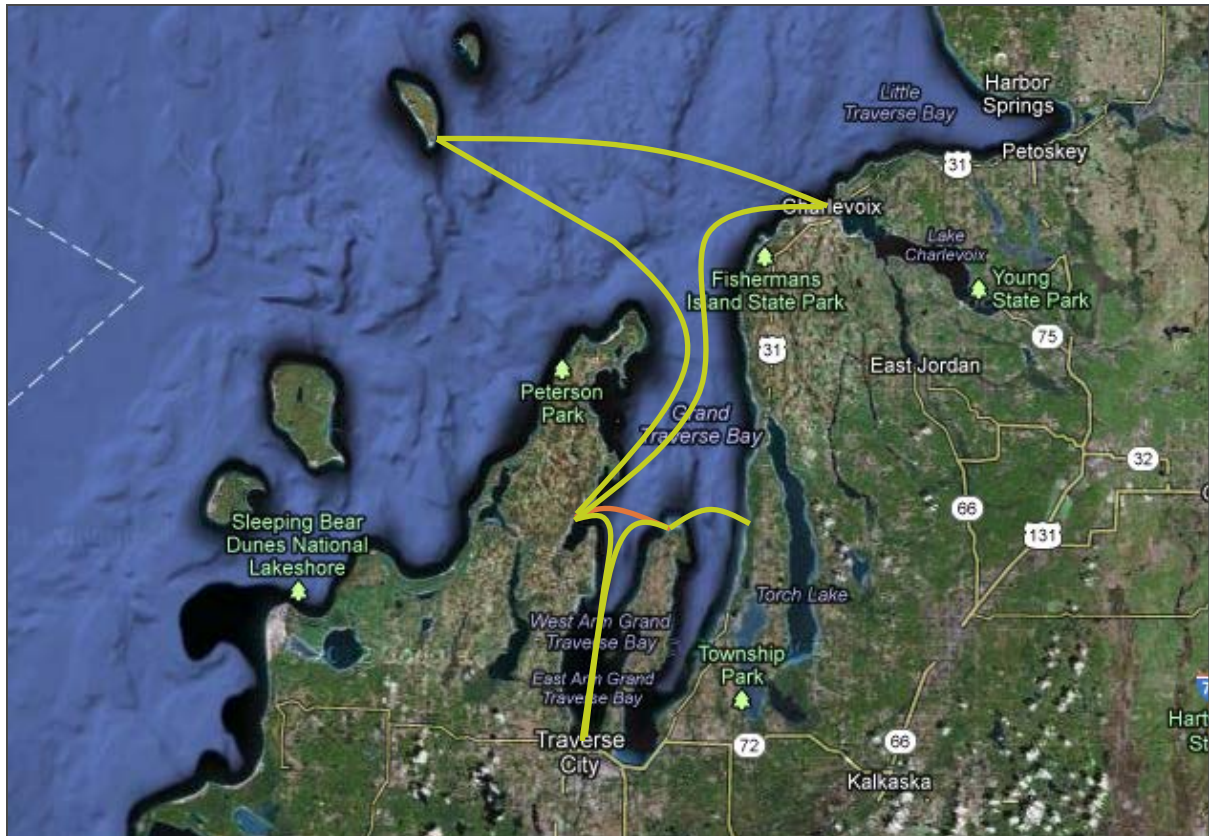 Harbor
Springs
Little
Traverse Bay
Petoskey
31
Charlevoix
Lake
Charlevoix
Fishermans
Island State Park
Young
State Park
31
75
East Jordan
Peterson
Park
Grand
Traverse Bay
32
66
131
Sleeping Bear
Dunes National
Lakeshore
Torch Lake
West Arm Grand
Traverse Bay
Township
Park
East Arm Grand
Traverse Bay
Traverse
City
72
66
Kalkaska
Hart
St